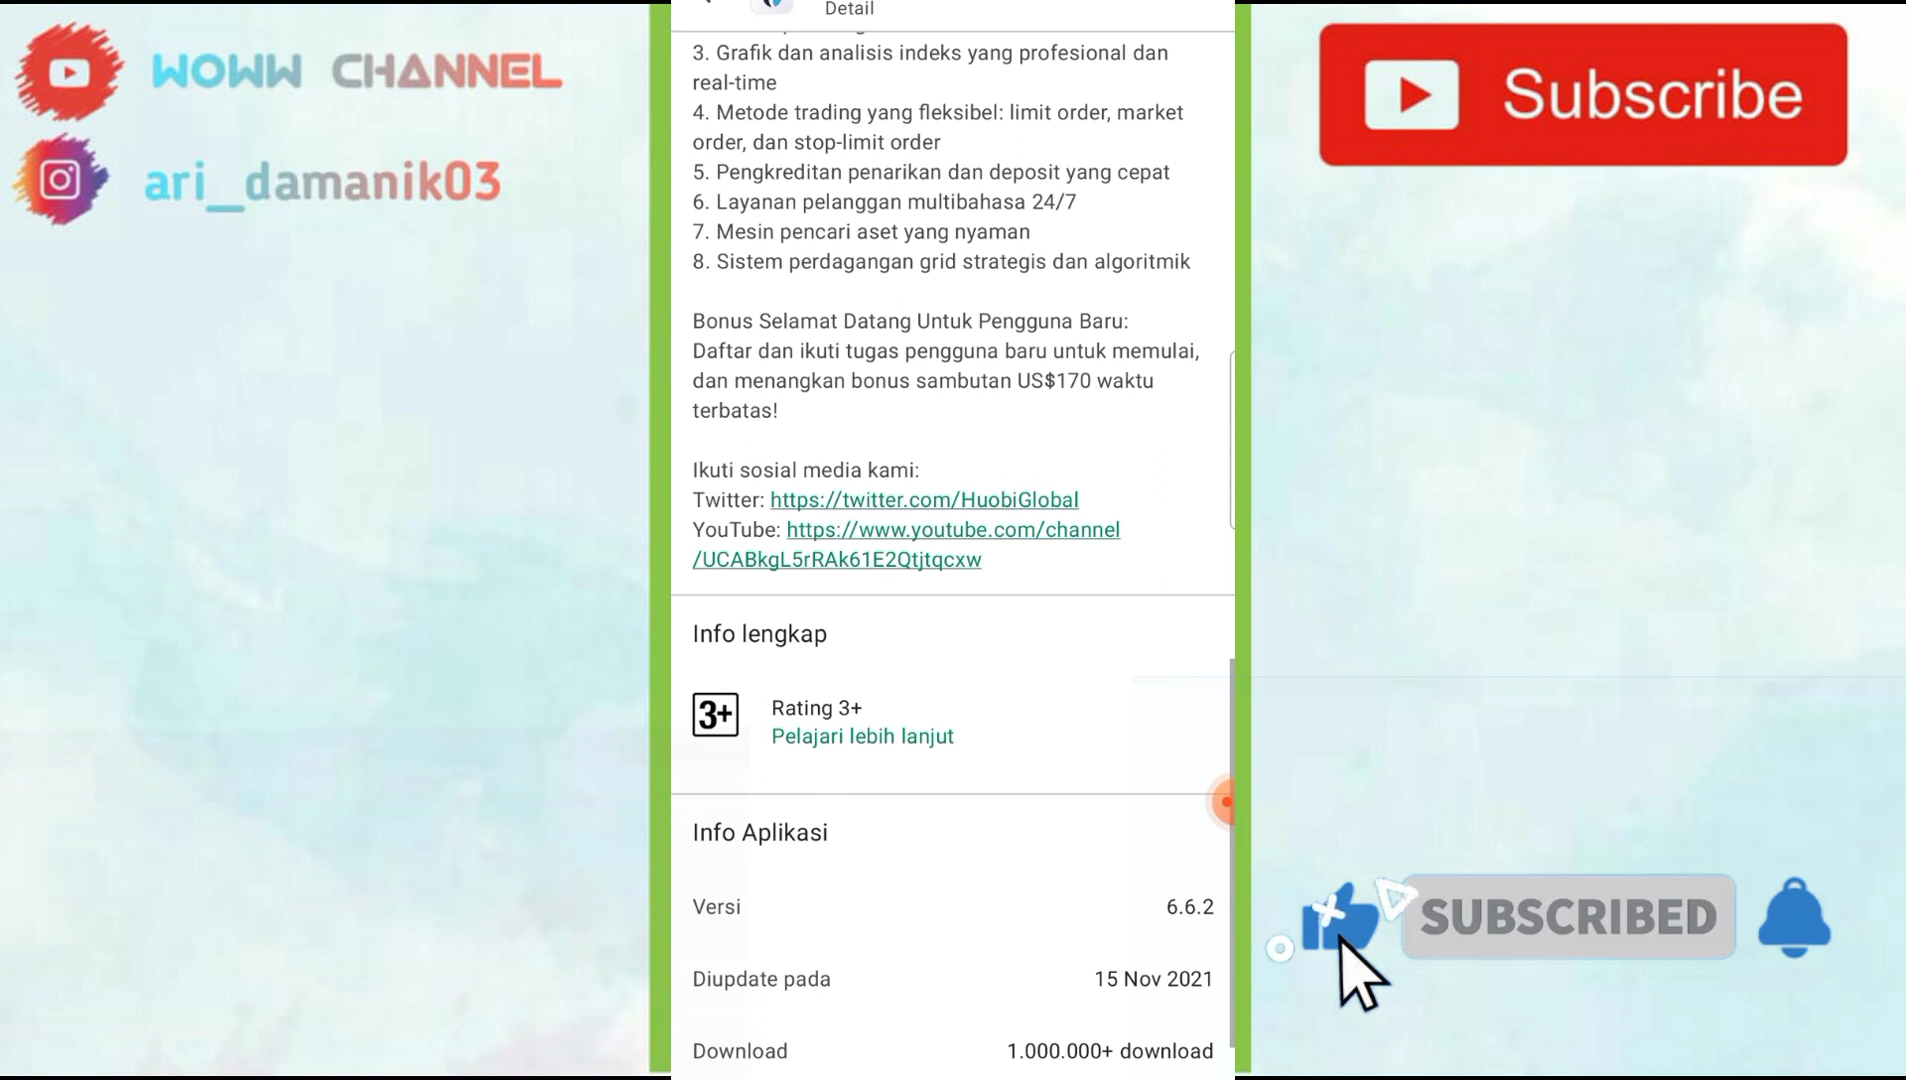 WOWW CHANNEL
ari_damanik03
Detail
3. Grafik dan analisis indeks yang profesional dan
real-time
4. Metode trading yang fleksibel: limit order, market
order, dan stop-limit order
5. Pengkreditan penarikan dan deposit yang cepat
6. Layanan pelanggan multibahasa 24/7
7. Mesin pencari aset yang nyaman
8. Sistem perdagangan grid strategis dan algoritmik
Bonus Selamat Datang Untuk Pengguna Baru:
Daftar dan ikuti tugas pengguna baru untuk memulai,
dan menangkan bonus sambutan US$170 waktu
terbatas!
Ikuti sosial media kami:
Twitter: https://twitter.com/HuobiGlobal
YouTube: https://www.youtube.com/channel
/UCABkgL5rRAk61E2Qtjtqcxw
Info lengkap
3+
Rating 3+
Pelajari lebih lanjut
Info Aplikasi
Versi 6.6.2
Diupdate pada 15 Nov 2021
Download 1.000.000+ download
Subscribe
SUBSCRIBED